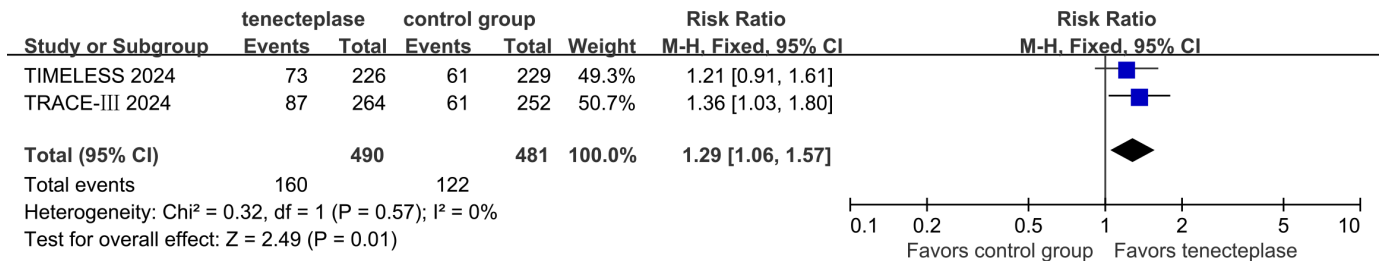 tenecteplase control group Risk Ratio Risk Ratio
Study or Subgroup Events Total Events Total Weight M-H, Fixed, 95% CI M-H, Fixed, 95% CI
TIMELESS 2024 73 226 61 229 49.3% 1.21 [0.91, 1.61]
TRACE-III 2024 87 264 61 252 50.7% 1.36 [1.03, 1.80]
Total (95% CI) 490 481 100.0% 1.29 [1.06, 1.57]
Total events 160 122
Heterogeneity: Chi² = 0.32, df = 1 (P = 0.57); I² = 0%
Test for overall effect: Z = 2.49 (P = 0.01)
0.1 0.2 0.5 1 2 5 10
Favors control group Favors tenecteplase